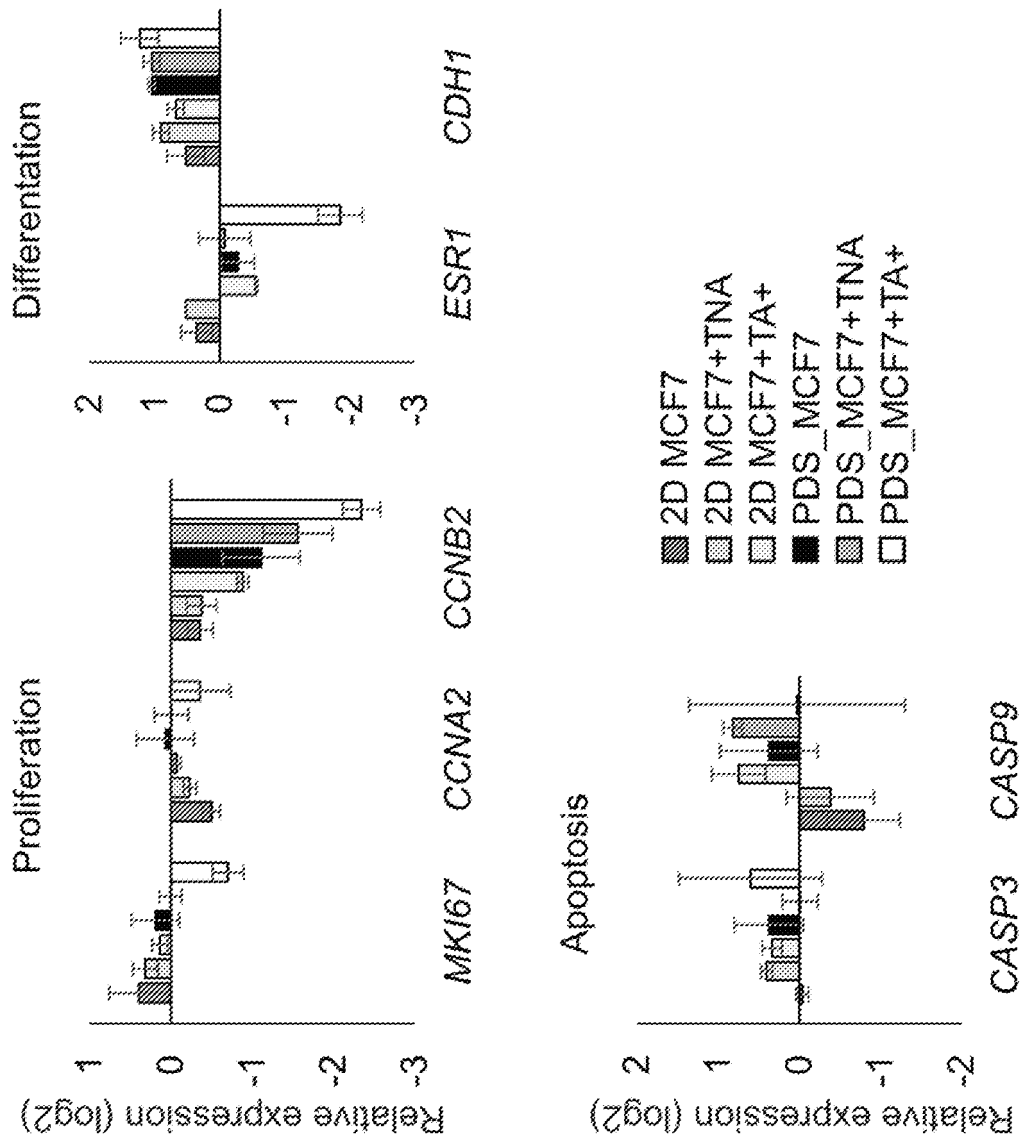 Proliferation
Relative expression (log2)
1
0
-1
-2
-3
MKI67
CCNA2
CCNB2
Differentation
2
1
0
-1
-2
-3
ESR1
CDH1
Apoptosis
Relative expression (log2)
2
1
0
-1
-2
CASP3
CASP9
2D MCF7
2D MCF7+TNA
2D MCF7+TA+
PDS_MCF7
PDS_MCF7+TNA
PDS_MCF7+TA+